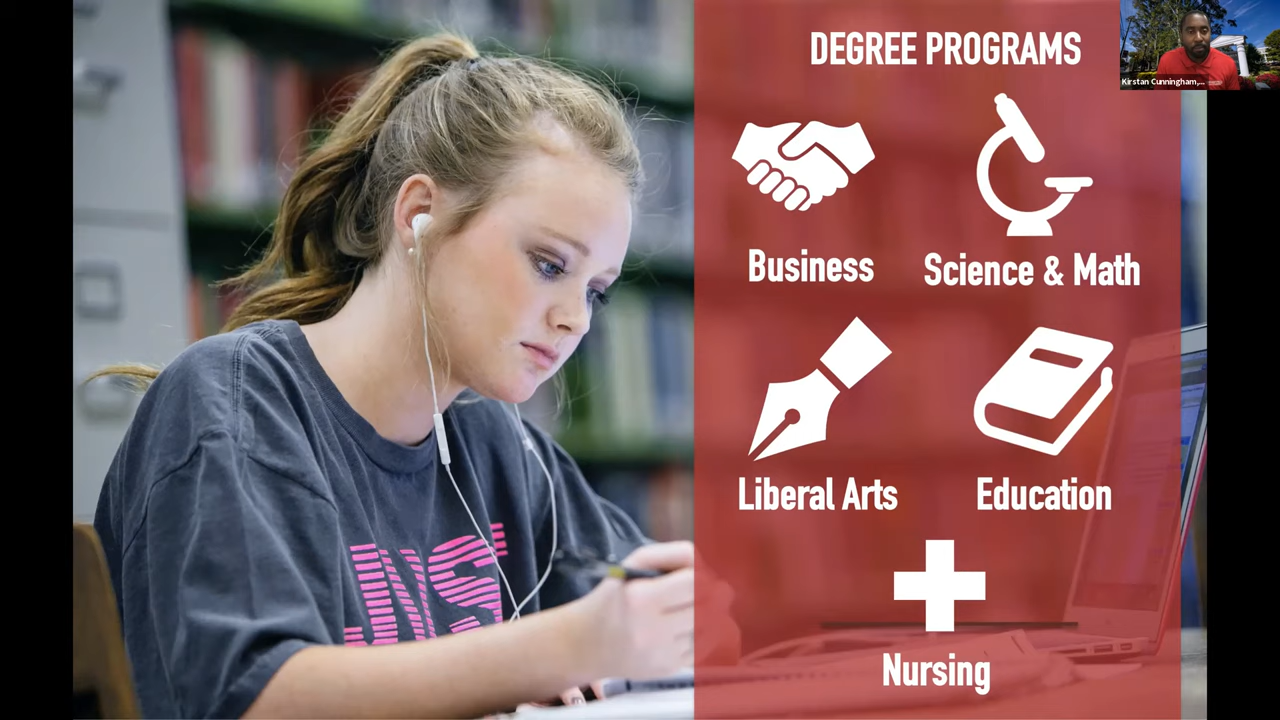 DEGREE PROGRAMS
Kirstan Cunningham,...
Business
Science & Math
Liberal Arts
Education
Nursing